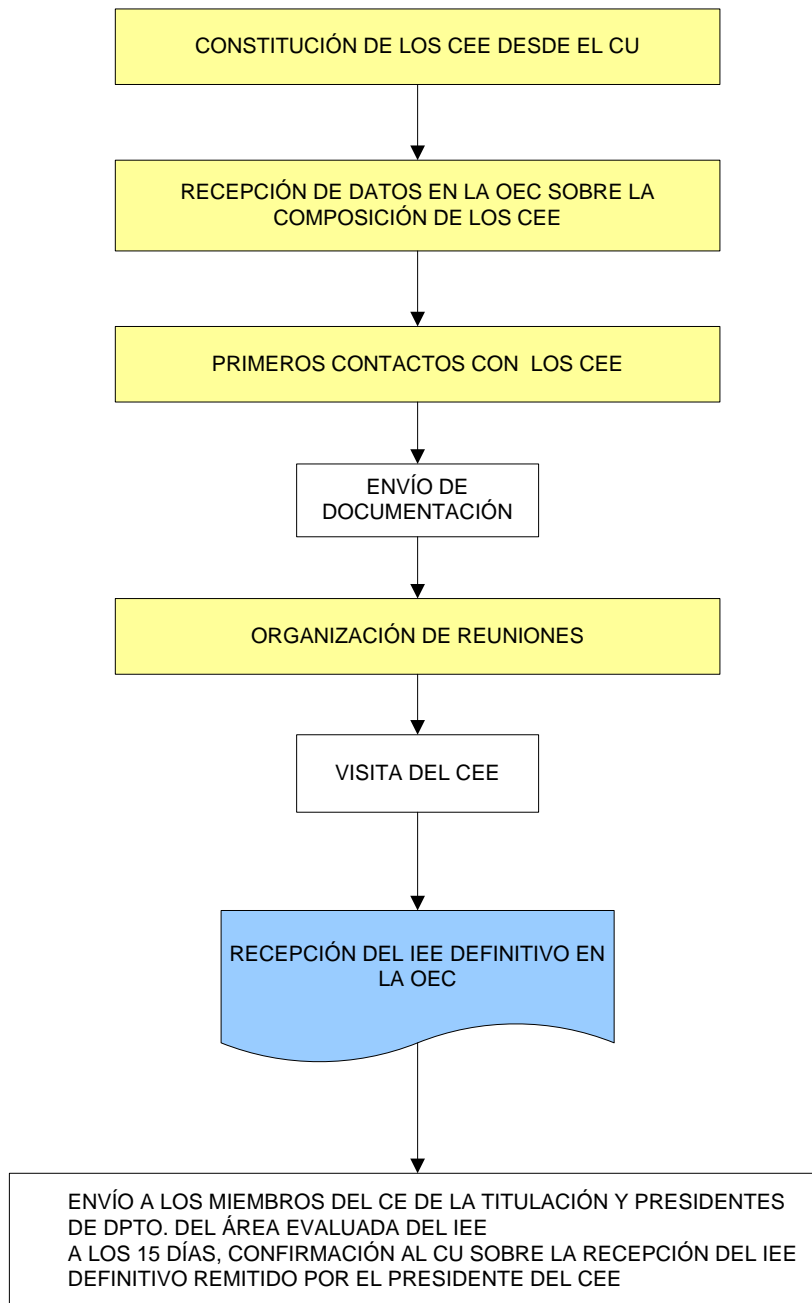 CONSTITUCIÓN DE LOS CEE DESDE EL CU
RECEPCIÓN DE DATOS EN LA OEC SOBRE LA
COMPOSICIÓN DE LOS CEE
PRIMEROS CONTACTOS CON LOS CEE
ENVÍO DE
DOCUMENTACIÓN
ORGANIZACIÓN DE REUNIONES
VISITA DEL CEE
RECEPCIÓN DEL IEE DEFINITIVO EN
LA OEC
ENVÍO A LOS MIEMBROS DEL CE DE LA TITULACIÓN Y PRESIDENTES
DE DPTO. DEL ÁREA EVALUADA DEL IEE
A LOS 15 DÍAS, CONFIRMACIÓN AL CU SOBRE LA RECEPCIÓN DEL IEE
DEFINITIVO REMITIDO POR EL PRESIDENTE DEL CEE